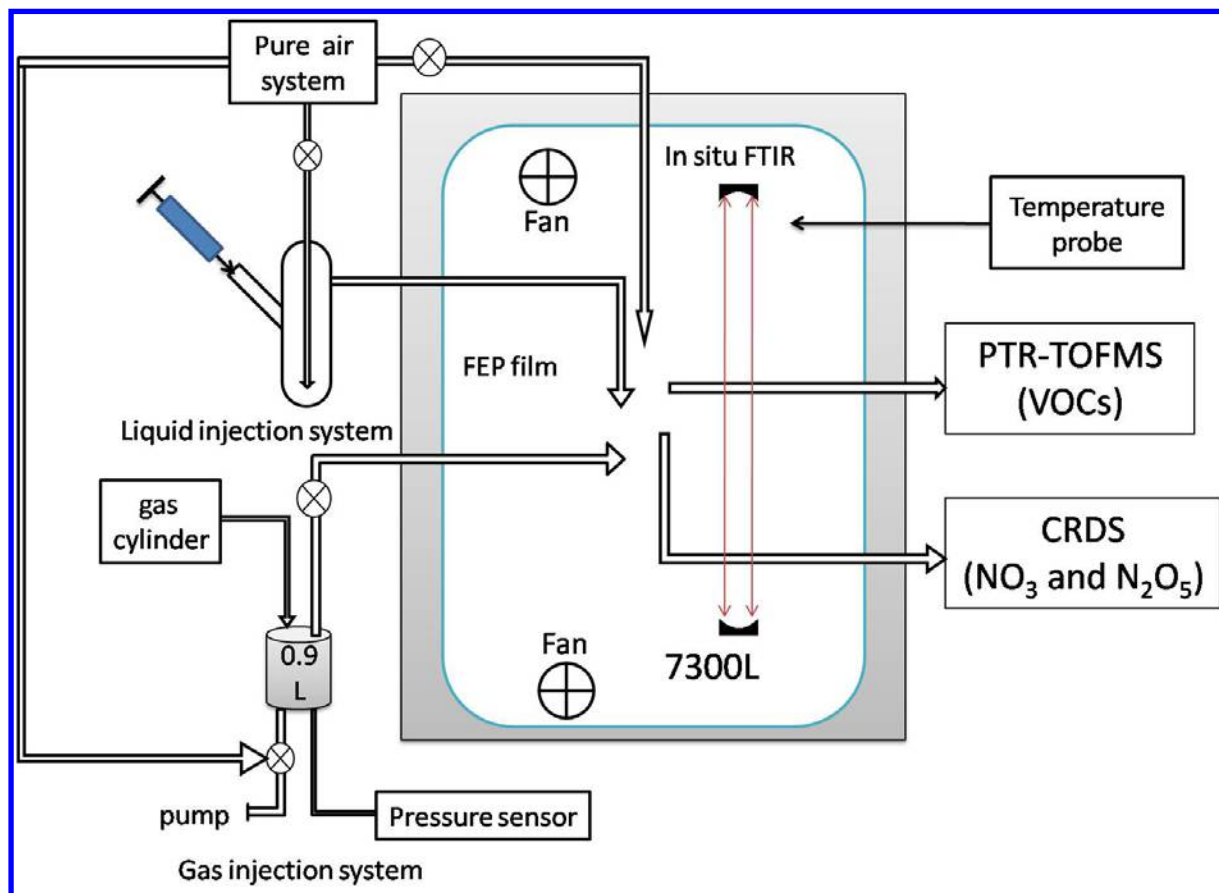 Pure air
system
In situ FTIR
Fan
Temperature
probe
FEP film
PTR-TOFMS
(VOCs)
Liquid injection system
gas
cylinder
CRDS
(NO₃ and N₂O₅)
0.9
L
Fan
7300L
pump
Pressure sensor
Gas injection system